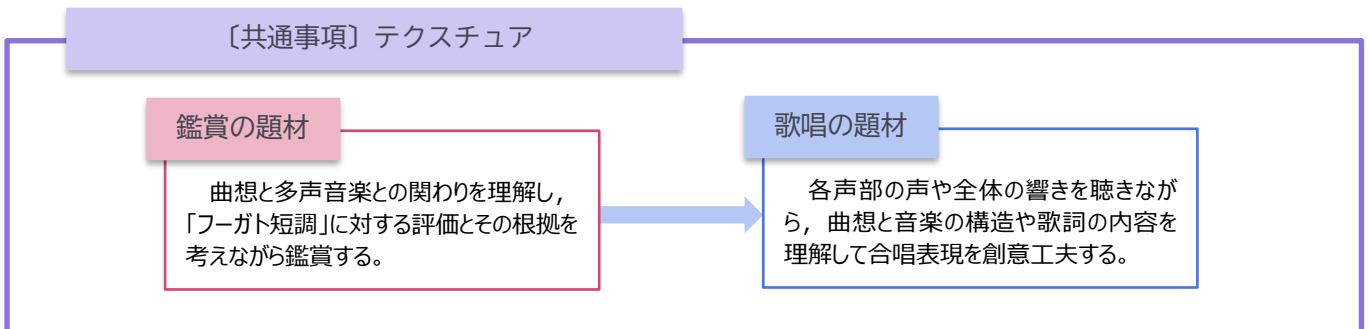 〔共通事項〕テクスチュア
鑑賞の題材
曲想と多声音楽との関わりを理解し，
「フーガト短調」に対する評価とその根拠を
考えながら鑑賞する。
歌唱の題材
各声部の声や全体の響きを聴きなが
ら，曲想と音楽の構造や歌詞の内容を
理解して合唱表現を創意工夫する。